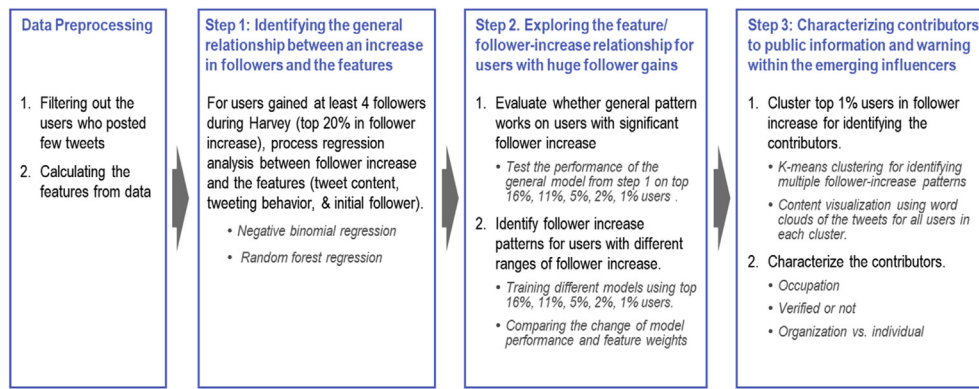 Data Preprocessing
1. Filtering out the
users who posted
few tweets
2. Calculating the
features from data
Step 1: Identifying the general
relationship between an increase
in followers and the features
For users gained at least 4 followers
during Harvey (top 20% in follower
increase), process regression
analysis between follower increase
and the features (tweet content,
tweeting behavior, & initial follower).
• Negative binomial regression
• Random forest regression
Step 2. Exploring the feature/
follower-increase relationship for
users with huge follower gains
1. Evaluate whether general pattern
works on users with significant
follower increase
• Test the performance of the
general model from step 1 on top
16%, 11%, 5%, 2%, 1% users .
2. Identify follower increase
patterns for users with different
ranges of follower increase.
• Training different models using top
16%, 11%, 5%, 2%, 1% users.
• Comparing the change of model
performance and feature weights
Step 3: Characterizing contributors
to public information and warning
within the emerging influencers
1. Cluster top 1% users in follower
increase for identifying the
contributors.
• K-means clustering for identifying
multiple follower-increase patterns
• Content visualization using word
clouds of the tweets for all users in
each cluster.
2. Characterize the contributors.
• Occupation
• Verified or not
• Organization vs. individual